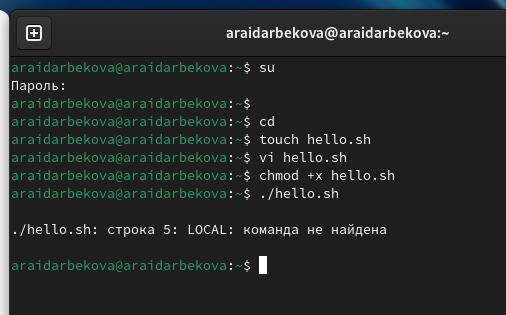 araidarbekova@araidarbekova:~
araidarbekova@araidarbekova:~$ su
Пароль:
araidarbekova@araidarbekova:~$
araidarbekova@araidarbekova:~$ cd
araidarbekova@araidarbekova:~$ touch hello.sh
araidarbekova@araidarbekova:~$ vi hello.sh
araidarbekova@araidarbekova:~$ chmod +x hello.sh
araidarbekova@araidarbekova:~$ ./hello.sh
./hello.sh: строка 5: LOCAL: команда не найдена
araidarbekova@araidarbekova:~$